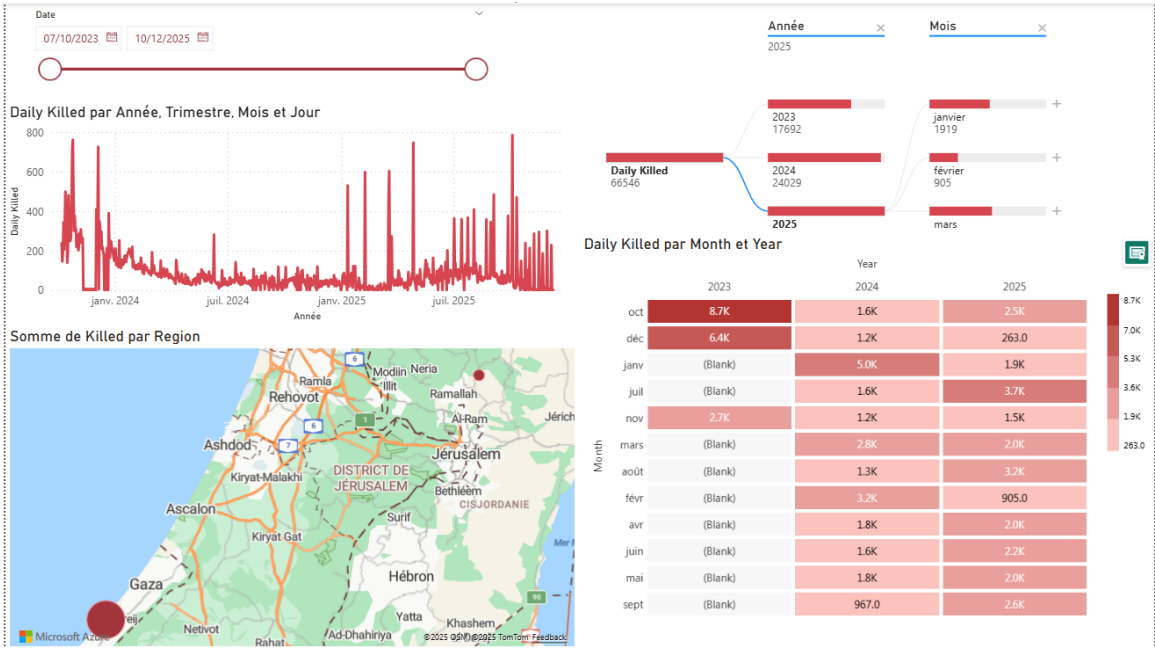 Date
07/10/2023
10/12/2025
Année
2025
Mois
Daily Killed par Année, Trimestre, Mois et Jour
800
600
400
200
0
Daily Killed
janv. 2024
juil. 2024
janv. 2025
juil. 2025
Année
Daily Killed
66546
2023
17692
2024
24029
2025
janvier
1919
février
905
mars
Somme de Killed par Region
6
Modiin
Illit
Neria
Ramla
Rehovot
Ramallah
6
1
Al-Ram
Jérich
Ashdod
7
Jérusalem
Kiryat-Malakhi
DISTRICT DE
JÉRUSALEM
Bethléem
CISJORDANIE
Ascalon
Surif
Kiryat Gat
Mer
Hébron
Gaza
90
Yatta
Netivot
Ad-Dhahiriya
Khashem
Rahat
Microsoft Azure
©2025 OSM ©2025 TomTom Feedback
Daily Killed par Month et Year
Year
2023 2024 2025
Month
oct 8.7K 1.6K 2.5K
déc 6.4K 1.2K 263.0
janv (Blank) 5.0K 1.9K
juil (Blank) 1.6K 3.7K
nov 2.7K 1.2K 1.5K
mars (Blank) 2.8K 2.0K
août (Blank) 1.3K 3.2K
févr (Blank) 3.2K 905.0
avr (Blank) 1.8K 2.0K
juin (Blank) 1.6K 2.2K
mai (Blank) 1.8K 2.0K
sept (Blank) 967.0 2.6K
8.7K
7.0K
5.3K
3.6K
1.9K
263.0